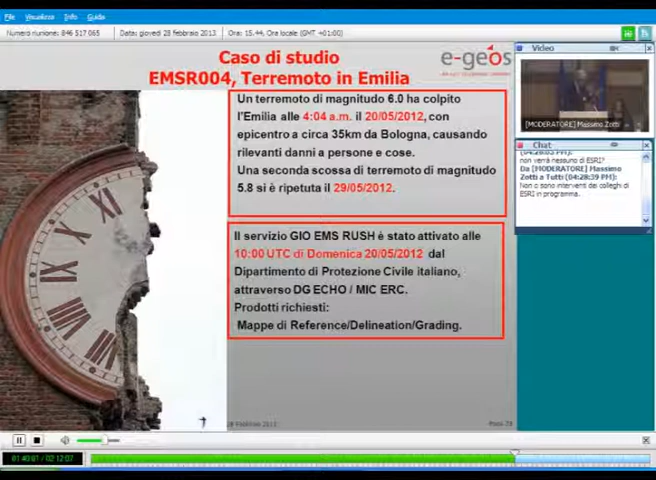 File Visualizza Info Guida
Numero riunione: 846 517 065 Data: giovedì 28 febbraio 2013 Ora: 15.44, Ora locale (GMT +01:00)
Caso di studio
EMSR004, Terremoto in Emilia
e-geos
Un terremoto di magnitudo 6.0 ha colpito
l'Emilia alle 4:04 a.m. il 20/05/2012, con
epicentro a circa 35km da Bologna, causando
rilevanti danni a persone e cose.
Una seconda scossa di terremoto di magnitudo
5.8 si è ripetuta il 29/05/2012.
Il servizio GIO EMS RUSH è stato attivato alle
10:00 UTC di Domenica 20/05/2012 dal
Dipartimento di Protezione Civile italiano,
attraverso DG ECHO / MIC ERC.
Prodotti richiesti:
Mappe di Reference/Delineation/Grading.
28 Febbraio 2013
Video
[MODERATORE] Massimo Zotti
Chat
non verrà nessuno di ESRI?
Da [MODERATORE] Massimo
Zotti a Tutti (04:28:39 PM):
Non ci sono interventi dei colleghi di
ESRI in programma.